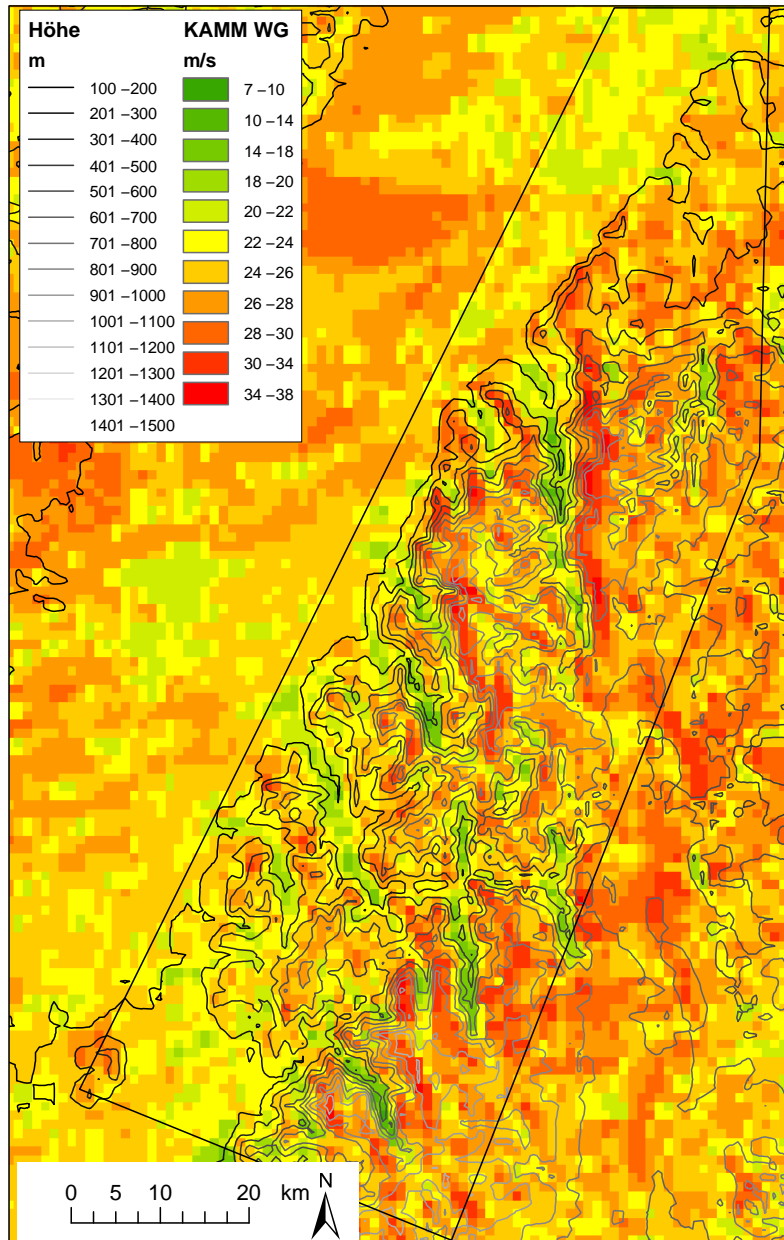 Höhe KAMM WG
m m/s
100 –200 7 –10
201 –300 10 –14
301 –400 14 –18
401 –500 18 –20
501 –600 20 –22
601 –700 22 –24
701 –800 24 –26
801 –900 26 –28
901 –1000 28 –30
1001 –1100 30 –34
1101 –1200 34 –38
1201 –1300
1301 –1400
1401 –1500
0 5 10 20 km N